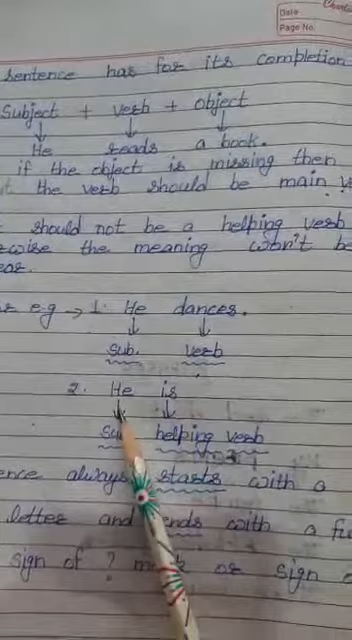 Date
Page No.
sentence has for its completion
Subject + verb + object
↓ ↓ ↓
He reads a book.
if the object is missing then
the verb should be main
should not be a helping verb
the meaning won't be
e.g → 1. He dances.
↓ ↓
sub. verb
2. He is
↓ ↓
helping verb
always starts with a
letter and ends with a
sign of ? or sign